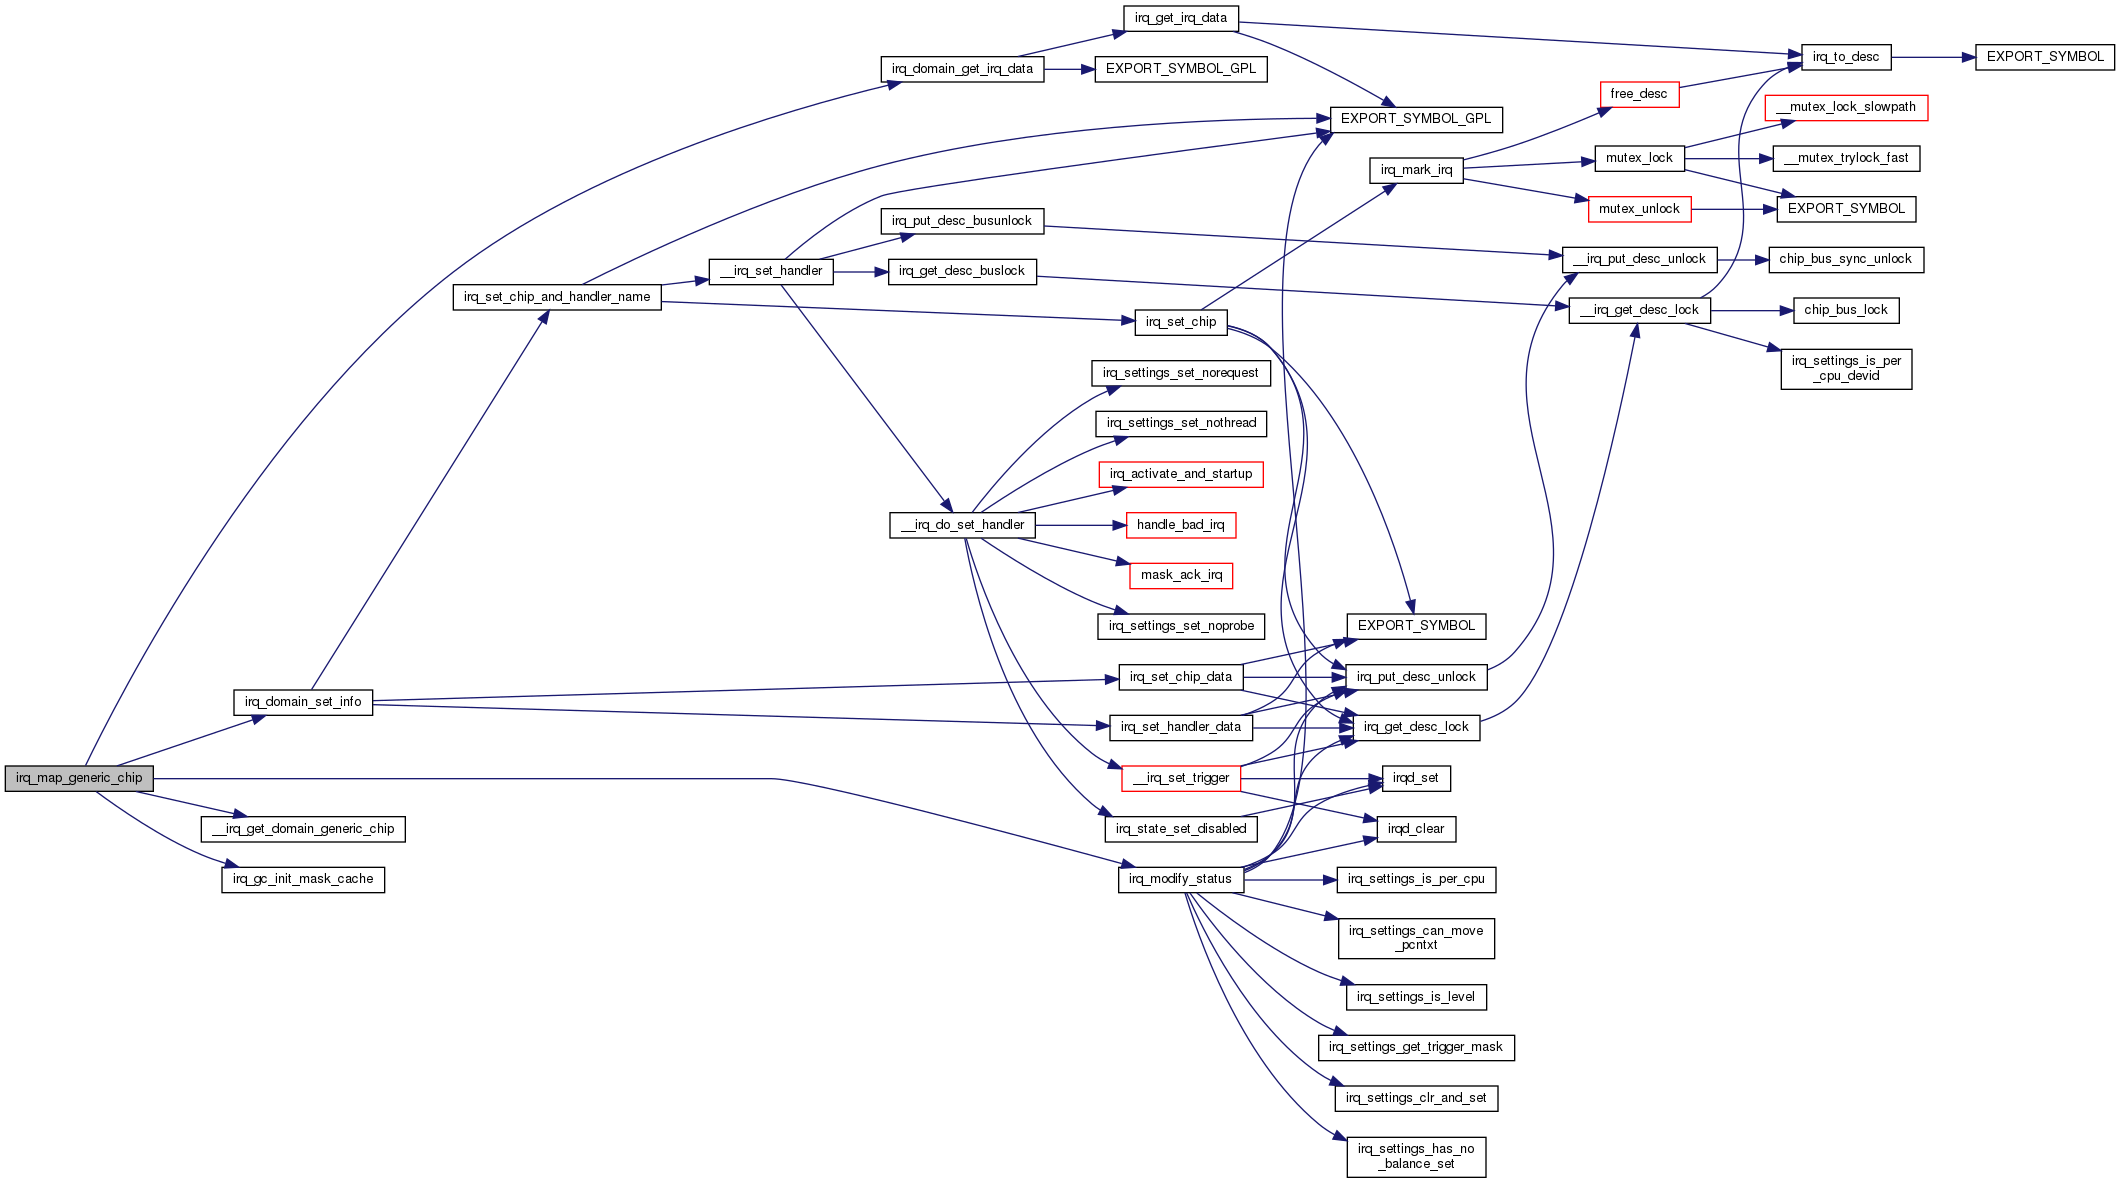 irq_get_irq_data
irq_to_desc
EXPORT_SYMBOL
irq_domain_get_irq_data
EXPORT_SYMBOL_GPL
free_desc
__mutex_lock_slowpath
EXPORT_SYMBOL_GPL
irq_mark_irq
mutex_lock
__mutex_trylock_fast
mutex_unlock
EXPORT_SYMBOL
irq_put_desc_busunlock
__irq_set_handler
irq_get_desc_buslock
__irq_put_desc_unlock
chip_bus_sync_unlock
irq_set_chip_and_handler_name
irq_set_chip
__irq_get_desc_lock
chip_bus_lock
irq_settings_is_per
_cpu_devid
irq_settings_set_norequest
irq_settings_set_nothread
irq_activate_and_startup
__irq_do_set_handler
handle_bad_irq
mask_ack_irq
irq_settings_set_noprobe
EXPORT_SYMBOL
irq_set_chip_data
irq_put_desc_unlock
irq_domain_set_info
irq_set_handler_data
irq_get_desc_lock
irq_map_generic_chip
__irq_set_trigger
irqd_set
__irq_get_domain_generic_chip
irq_state_set_disabled
irqd_clear
irq_gc_init_mask_cache
irq_modify_status
irq_settings_is_per_cpu
irq_settings_can_move
_pcntxt
irq_settings_is_level
irq_settings_get_trigger_mask
irq_settings_clr_and_set
irq_settings_has_no
_balance_set